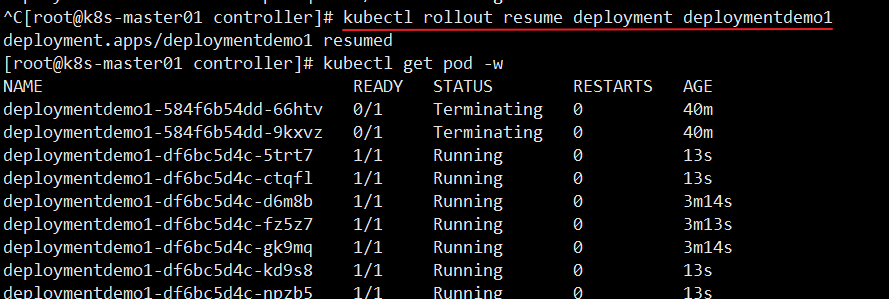 ^C[root@k8s-master01 controller]# kubectl rollout resume deployment deploymentdemo1
deployment.apps/deploymentdemo1 resumed
[root@k8s-master01 controller]# kubectl get pod -w
NAME READY STATUS RESTARTS AGE
deploymentdemo1-584f6b54dd-66htv 0/1 Terminating 0 40m
deploymentdemo1-584f6b54dd-9kxvz 0/1 Terminating 0 40m
deploymentdemo1-df6bc5d4c-5trt7 1/1 Running 0 13s
deploymentdemo1-df6bc5d4c-ctqfl 1/1 Running 0 13s
deploymentdemo1-df6bc5d4c-d6m8b 1/1 Running 0 3m14s
deploymentdemo1-df6bc5d4c-fz5z7 1/1 Running 0 3m13s
deploymentdemo1-df6bc5d4c-gk9mq 1/1 Running 0 3m14s
deploymentdemo1-df6bc5d4c-kd9s8 1/1 Running 0 13s
deploymentdemo1-df6bc5d4c-npzb5 1/1 Running 0 13s